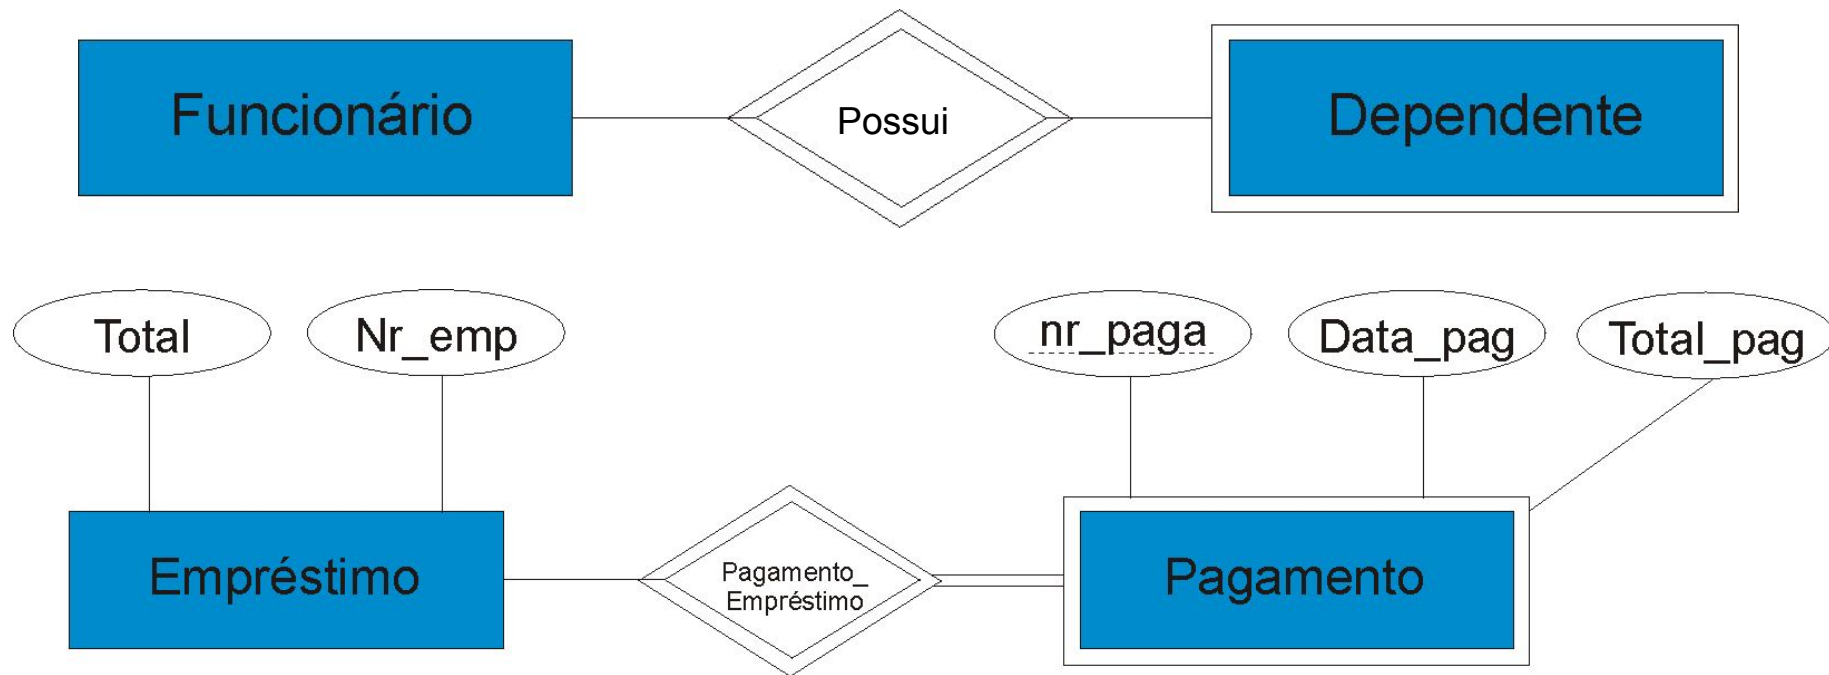 Funcionário
Possui
Dependente
Total
Nr_emp
nr_paga
Data_pag
Total_pag
Empréstimo
Pagamento_
Empréstimo
Pagamento